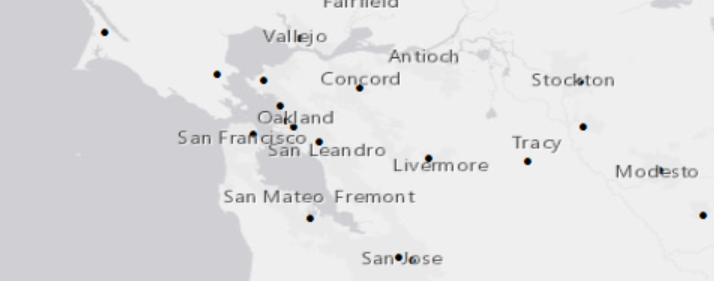 Fairfield
Vallejo
Antioch
Concord
Stockton
Oakland
San Francisco
San Leandro
Tracy
Livermore
Modesto
San Mateo
Fremont
San Jose